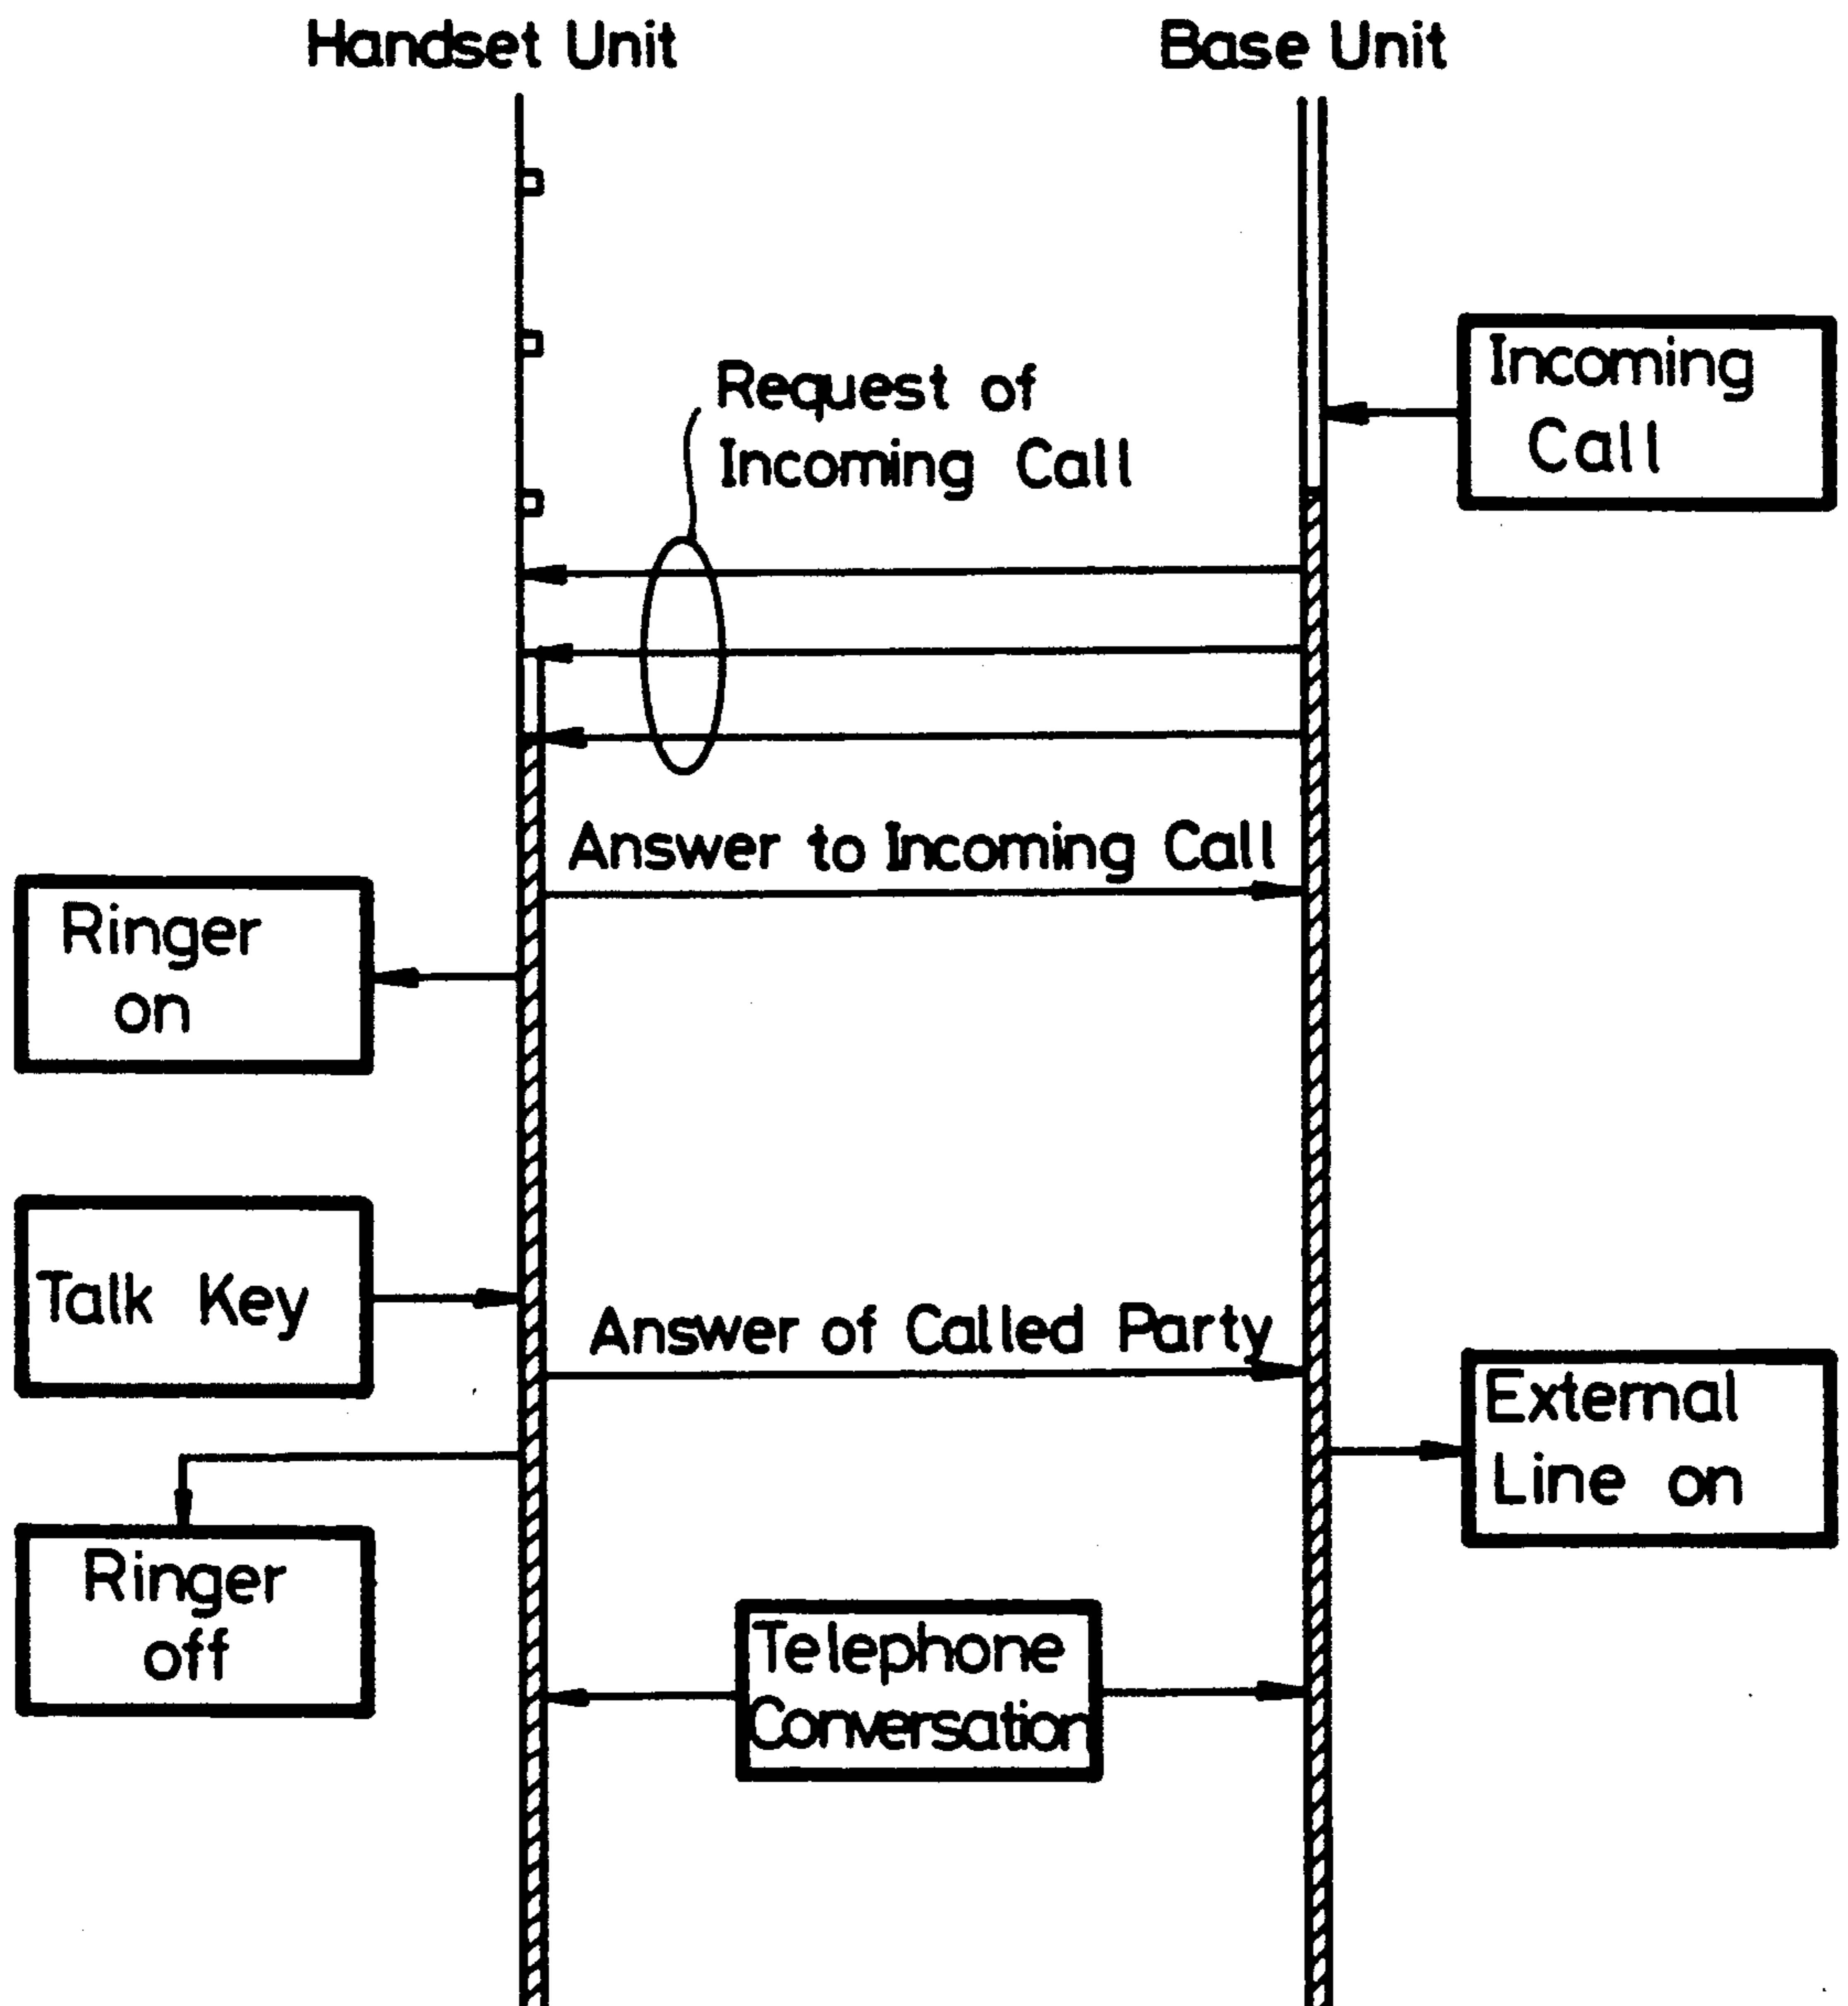 Handset Unit
Base Unit
Incoming
Call
Request of
Incoming Call
Answer to Incoming Call
Ringer
on
Talk Key
Answer of Called Party
External
Line on
Ringer
off
Telephone
Conversation